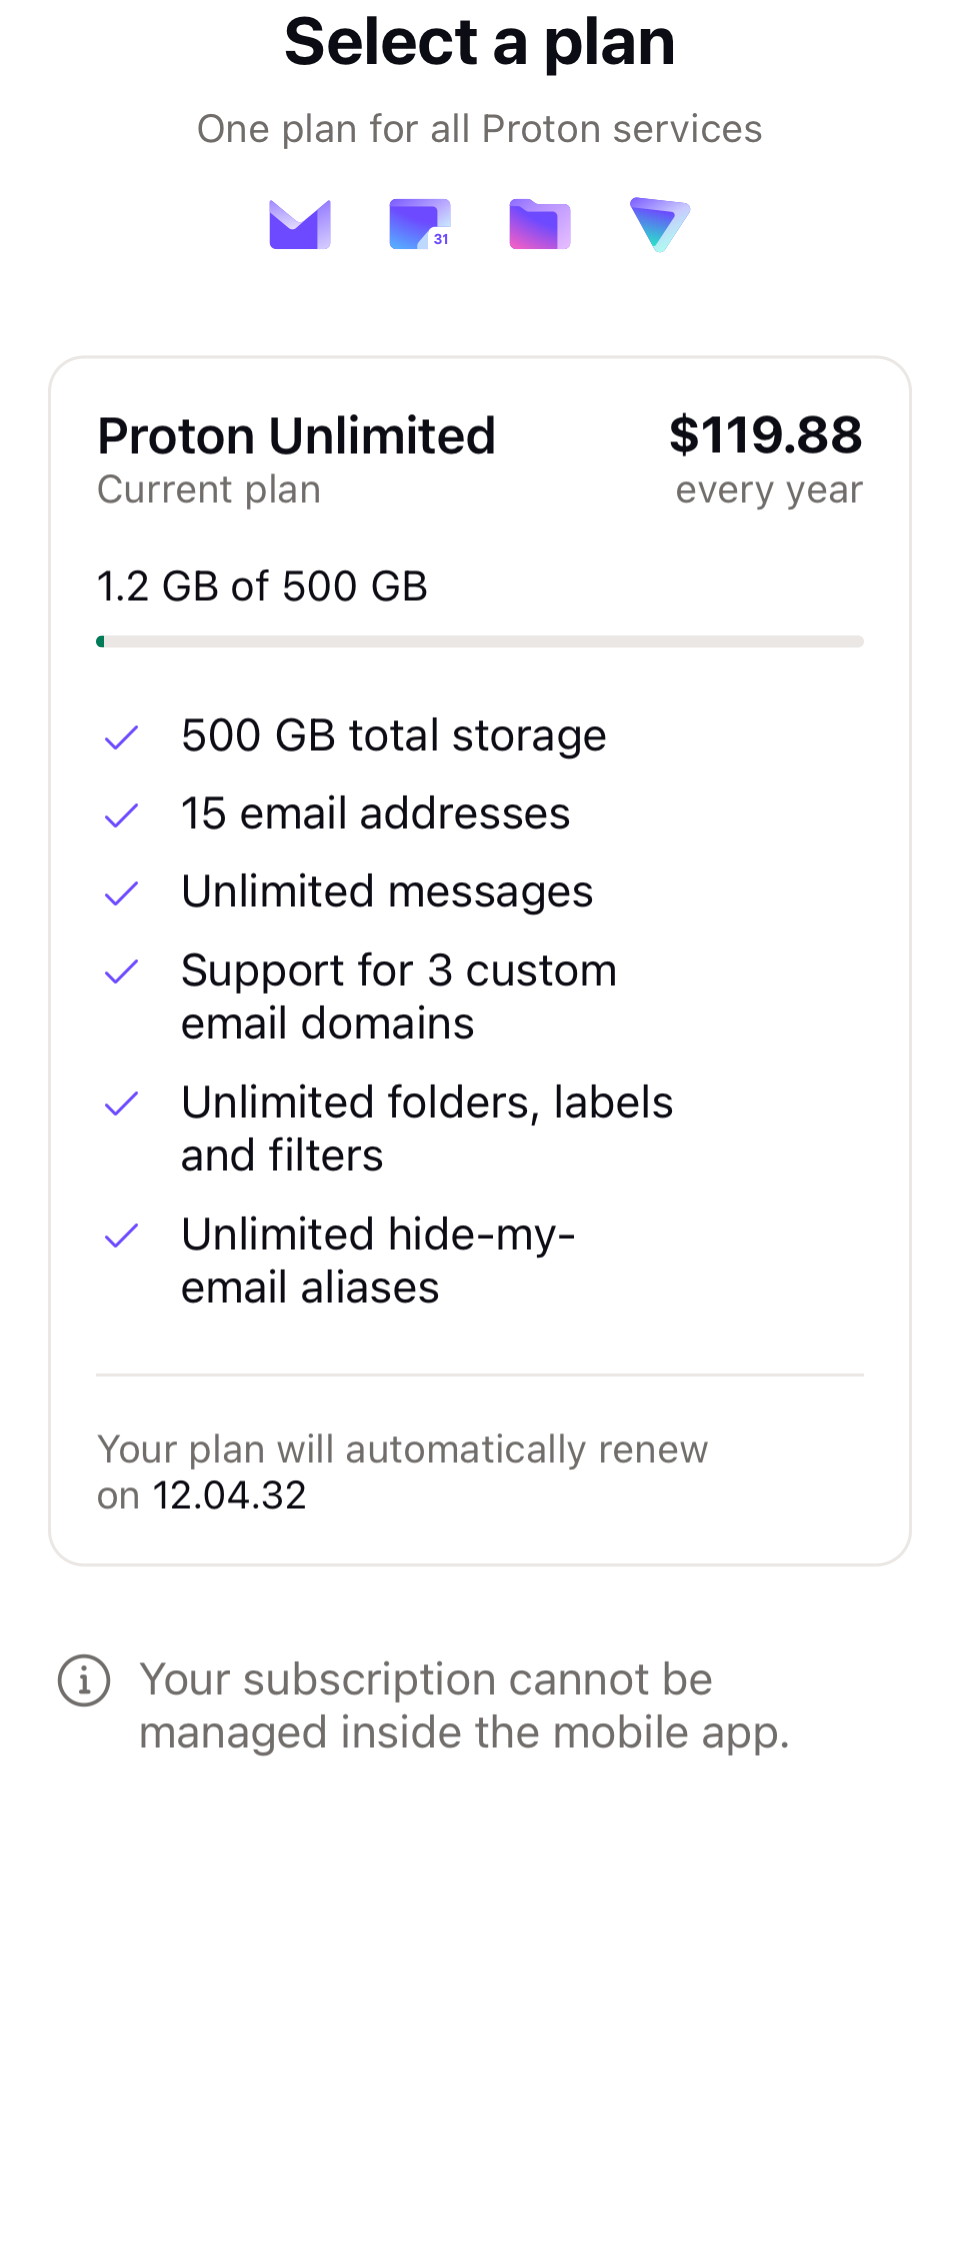 Select a plan
One plan for all Proton services
31
Proton Unlimited
$119.88
Current plan
every year
1.2 GB of 500 GB
500 GB total storage
15 email addresses
Unlimited messages
Support for 3 custom
email domains
Unlimited folders, labels
and filters
Unlimited hide-my-
email aliases
Your plan will automatically renew
on 12.04.32
Your subscription cannot be
managed inside the mobile app.